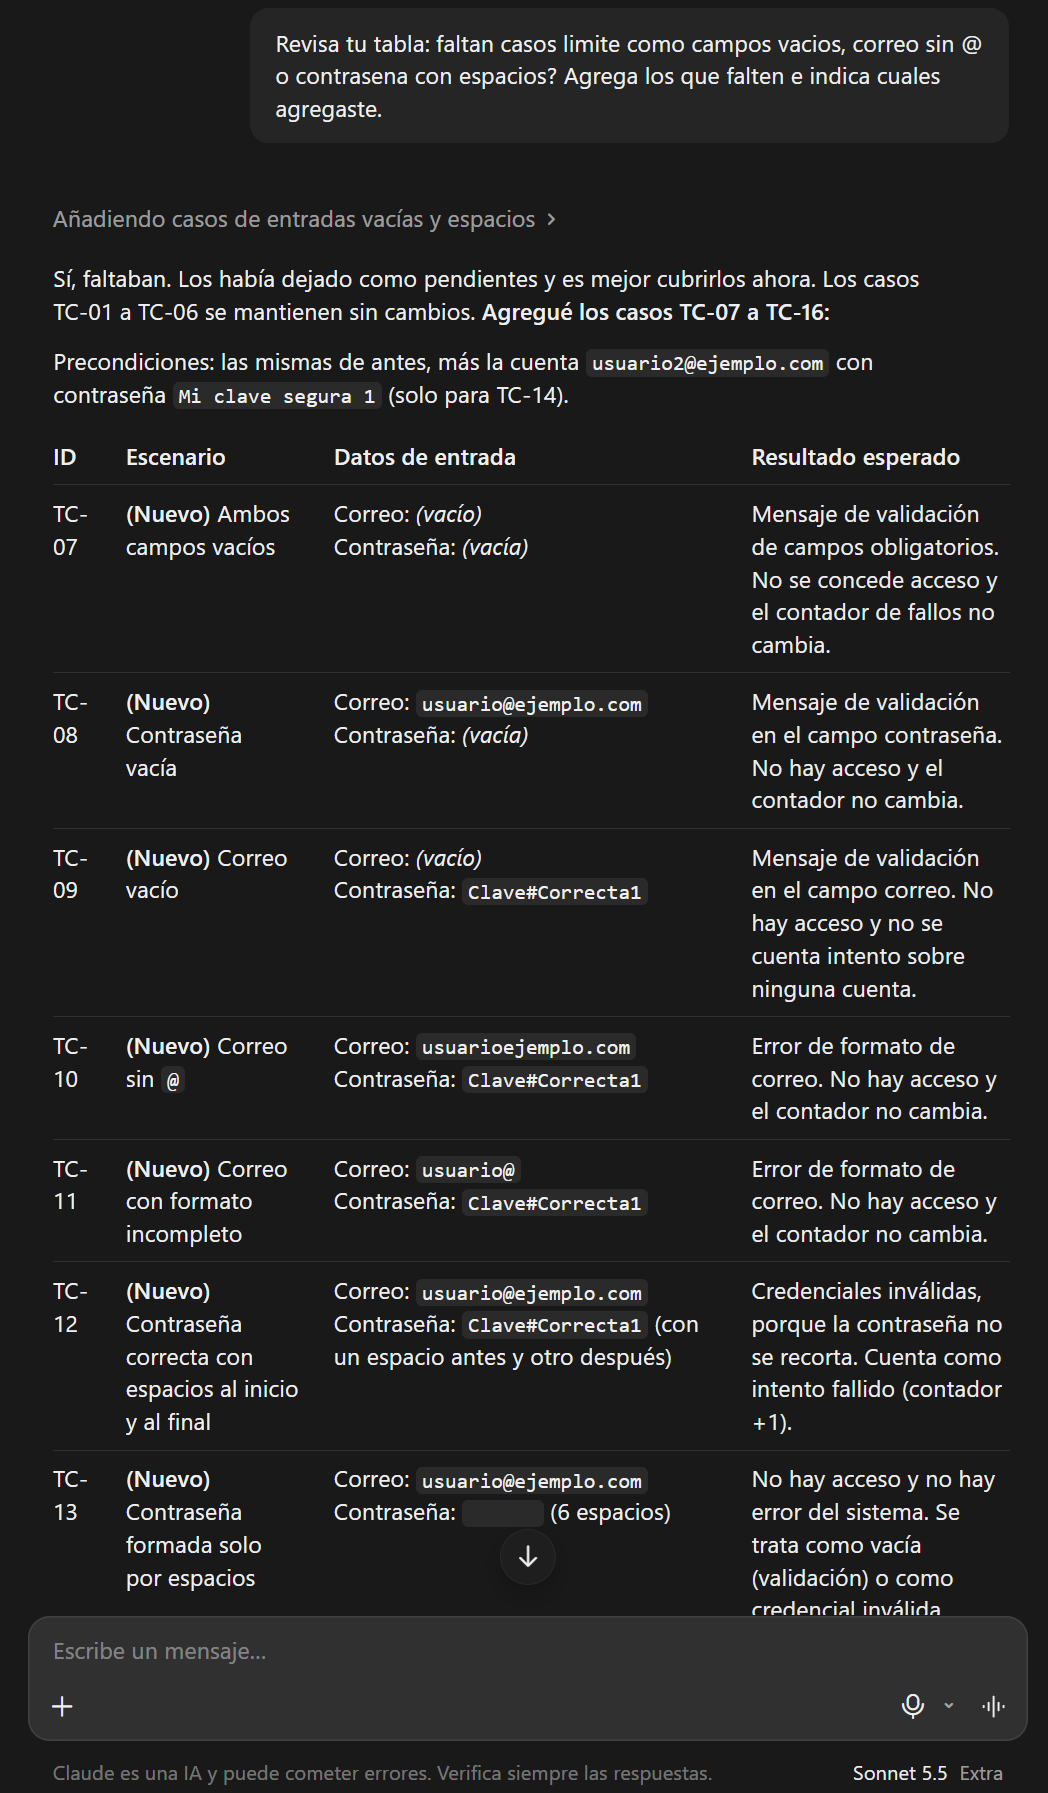 Revisa tu tabla: faltan casos limite como campos vacios, correo sin @
o contrasena con espacios? Agrega los que falten e indica cuales
agregaste.
Añadiendo casos de entradas vacías y espacios >
Sí, faltaban. Los había dejado como pendientes y es mejor cubrirlos ahora. Los casos
TC-01 a TC-06 se mantienen sin cambios. Agregué los casos TC-07 a TC-16:
Precondiciones: las mismas de antes, más la cuenta usuario2@ejemplo.com con
contraseña Mi clave segura 1 (solo para TC-14).
ID Escenario Datos de entrada Resultado esperado
TC- (Nuevo) Ambos Correo: (vacío) Mensaje de validación
07 campos vacíos Contraseña: (vacía) de campos obligatorios.
No se concede acceso y
el contador de fallos no
cambia.
TC- (Nuevo) Correo: usuario@ejemplo.com Mensaje de validación
08 Contraseña Contraseña: (vacía) en el campo contraseña.
vacía No hay acceso y el
contador no cambia.
TC- (Nuevo) Correo Correo: (vacío) Mensaje de validación
09 vacío Contraseña: Clave#Correcta1 en el campo correo. No
hay acceso y no se
cuenta intento sobre
ninguna cuenta.
TC- (Nuevo) Correo Correo: usuarioejemplo.com Error de formato de
10 sin @ Contraseña: Clave#Correcta1 correo. No hay acceso y
el contador no cambia.
TC- (Nuevo) Correo Correo: usuario@ Error de formato de
11 con formato Contraseña: Clave#Correcta1 correo. No hay acceso y
incompleto el contador no cambia.
TC- (Nuevo) Correo: usuario@ejemplo.com Credenciales inválidas,
12 Contraseña Contraseña: Clave#Correcta1 (con porque la contraseña no
correcta con un espacio antes y otro después) se recorta. Cuenta como
espacios al inicio intento fallido (contador
y al final +1).
TC- (Nuevo) Correo: usuario@ejemplo.com No hay acceso y no hay
13 Contraseña Contraseña: (6 espacios) error del sistema. Se
formada solo trata como vacía
por espacios (validación) o como
credencial inválida
Escribe un mensaje...
Claude es una IA y puede cometer errores. Verifica siempre las respuestas. Sonnet 5.5 Extra